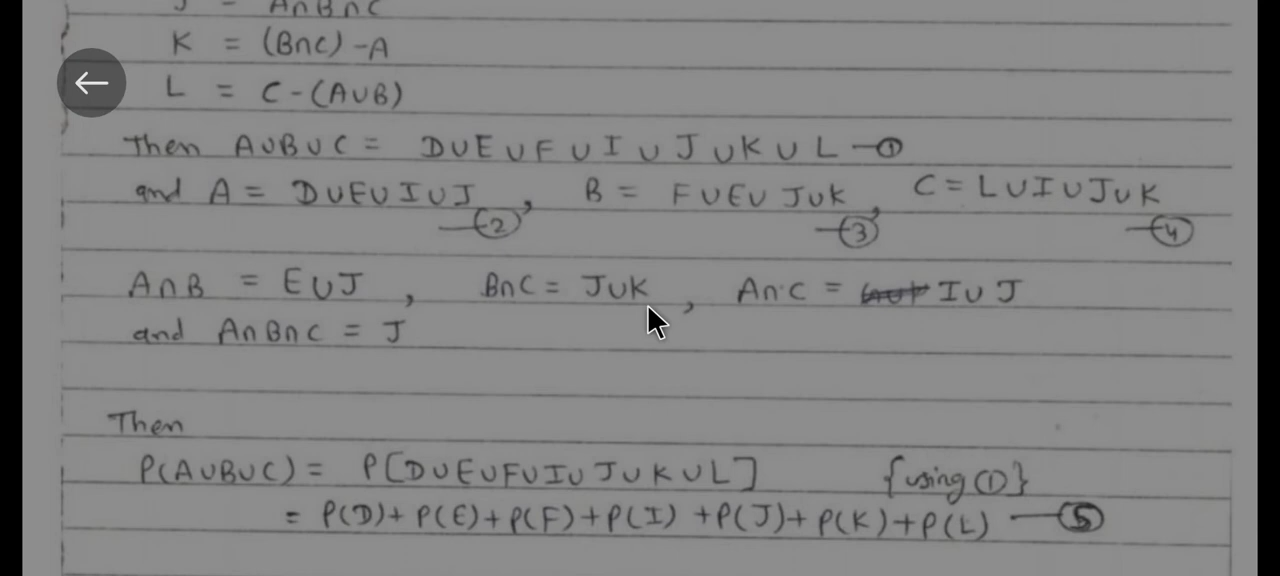 J = A∩B∩C
K = (B∩C) -A
L = C-(A∪B)
Then A∪B∪C = D∪E∪F∪I∪J∪K∪L —①
and A = D∪E∪I∪J, B = F∪E∪J∪K, C = L∪I∪J∪K
—② —③ —④
A∩B = E∪J, B∩C = J∪K, A∩C = I∪J
and A∩B∩C = J
Then
P(A∪B∪C) = P[D∪E∪F∪I∪J∪K∪L] {using ①}
= P(D)+P(E)+P(F)+P(I)+P(J)+P(K)+P(L) —⑤